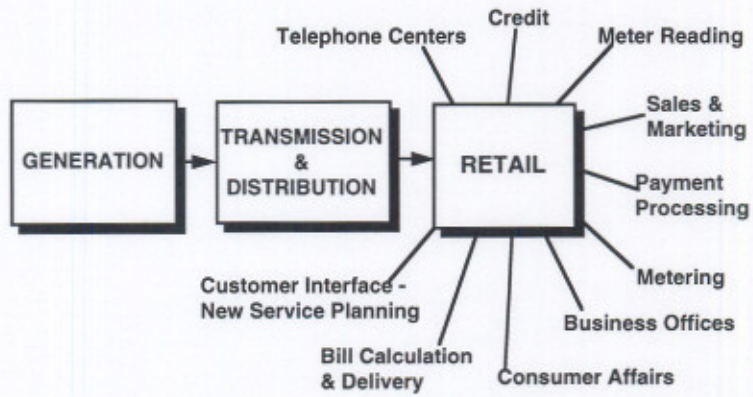 Credit
Telephone Centers
Meter Reading
Sales &
Marketing
GENERATION
TRANSMISSION
&
DISTRIBUTION
RETAIL
Payment
Processing
Metering
Customer Interface -
New Service Planning
Business Offices
Bill Calculation
& Delivery
Consumer Affairs